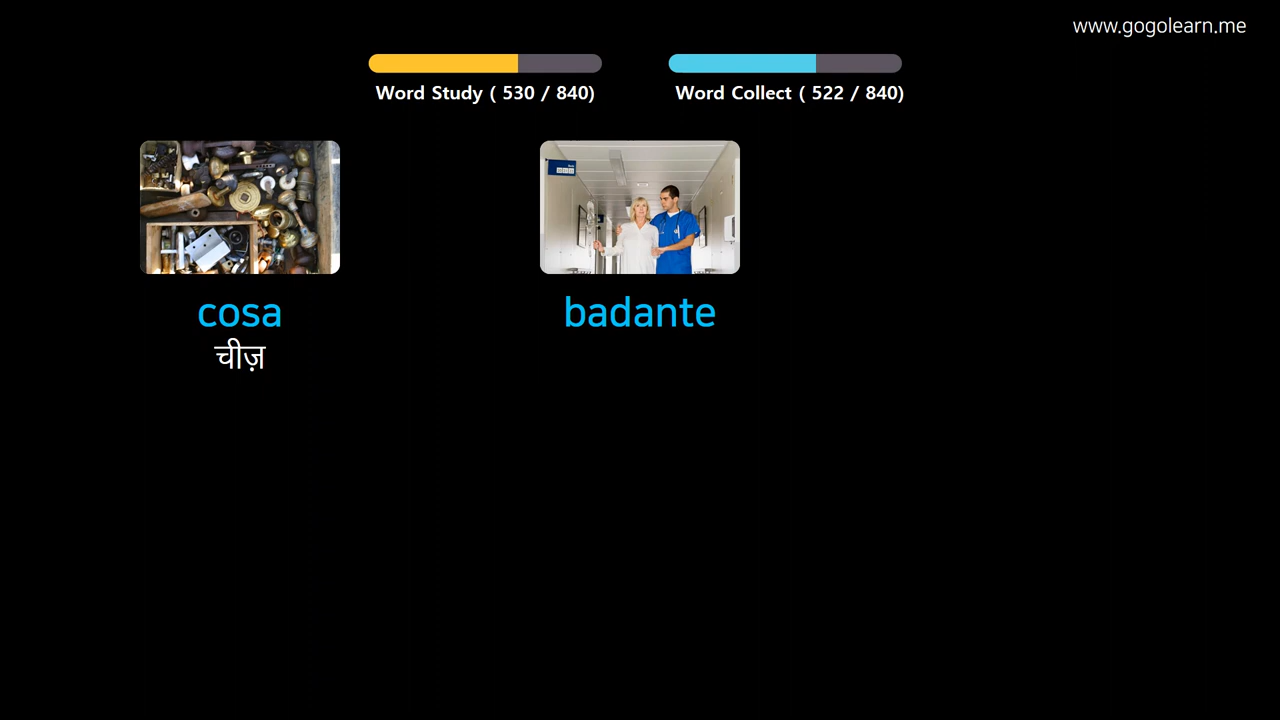 www.gogolearn.me
Word Study ( 530 / 840)
Word Collect ( 522 / 840)
cosa
badante
चीज़